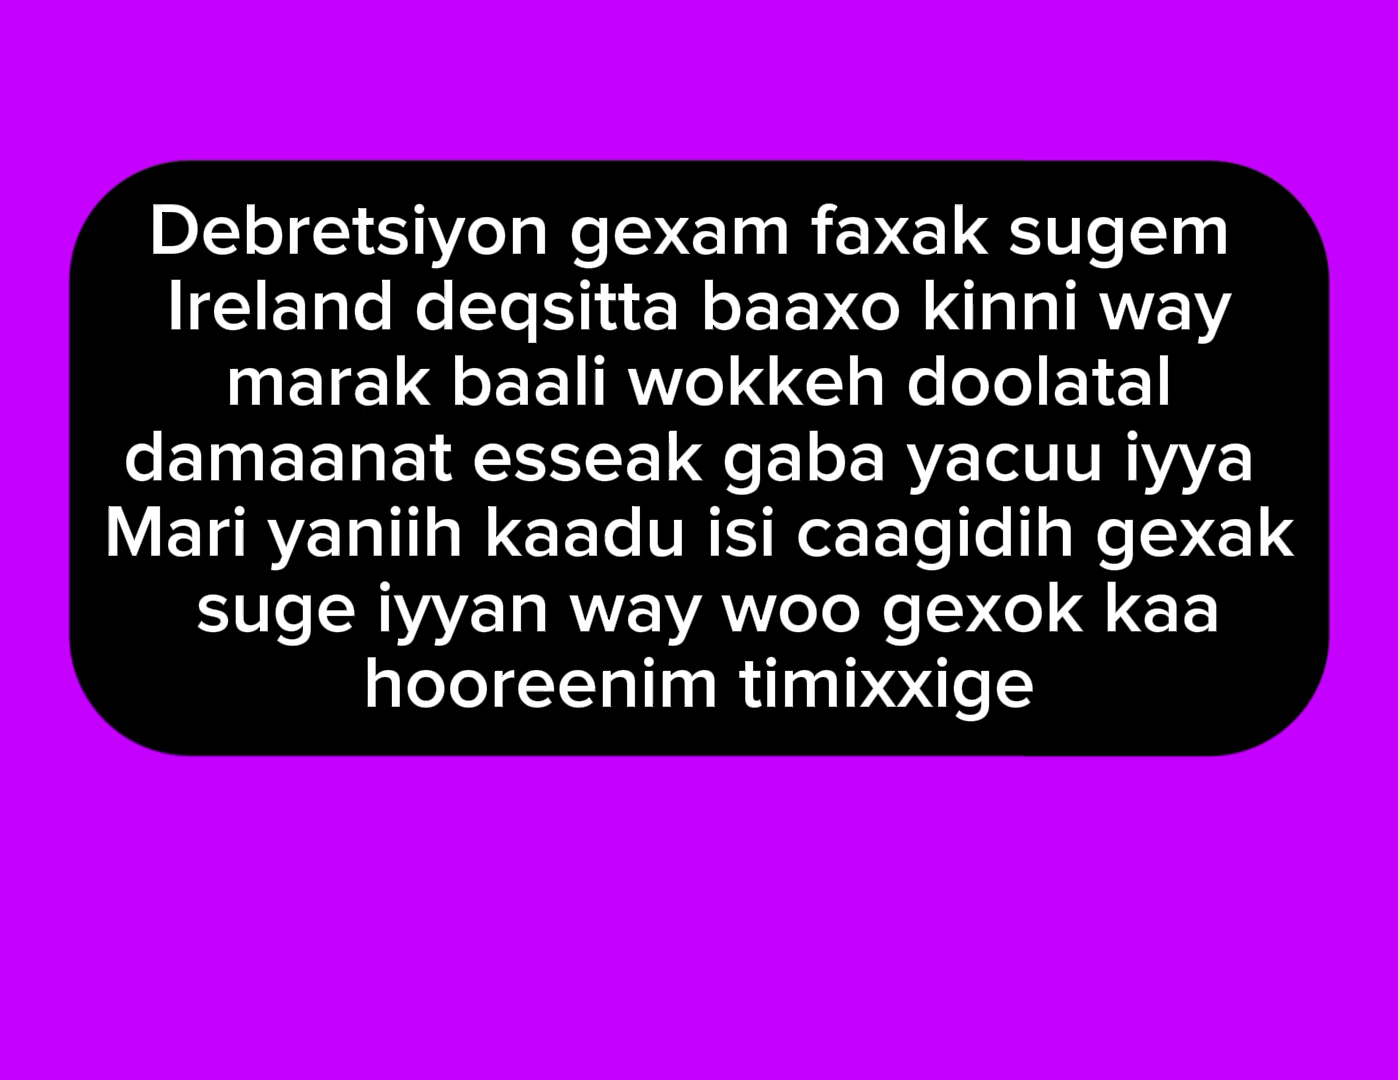 Debretsiyon gexam faxak sugem
Ireland deqsitta baaxo kinni way
marak baali wokkeh doolatal
damaanat esseak gaba yacuu iyya
Mari yaniih kaadu isi caagidih gexak
suge iyyan way woo gexok kaa
hooreenim timixxige